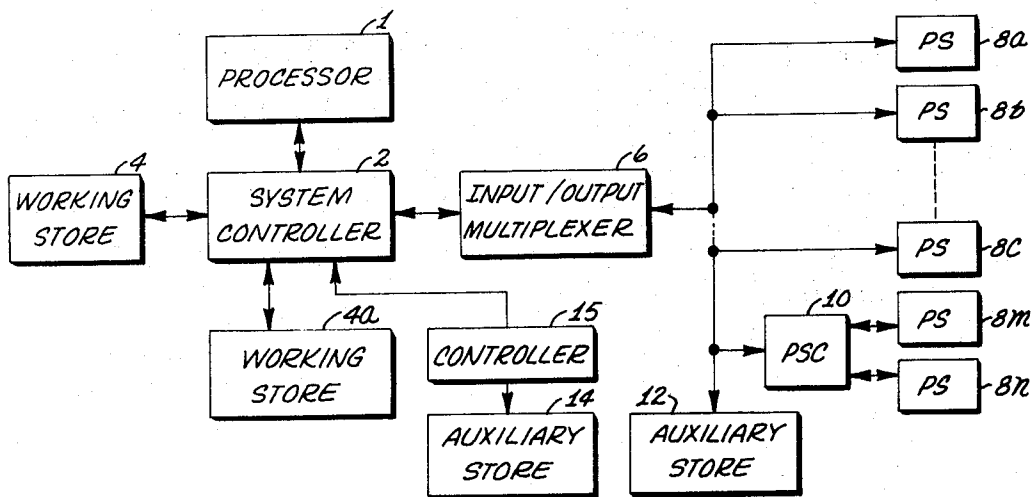 1
PROCESSOR
4
WORKING
STORE
2
SYSTEM
CONTROLLER
6
INPUT/OUTPUT
MULTIPLEXER
4a
WORKING
STORE
15
CONTROLLER
14
AUXILIARY
STORE
12
AUXILIARY
STORE
10
PSC
PS 8a
PS 8b
PS 8c
PS 8m
PS 8n